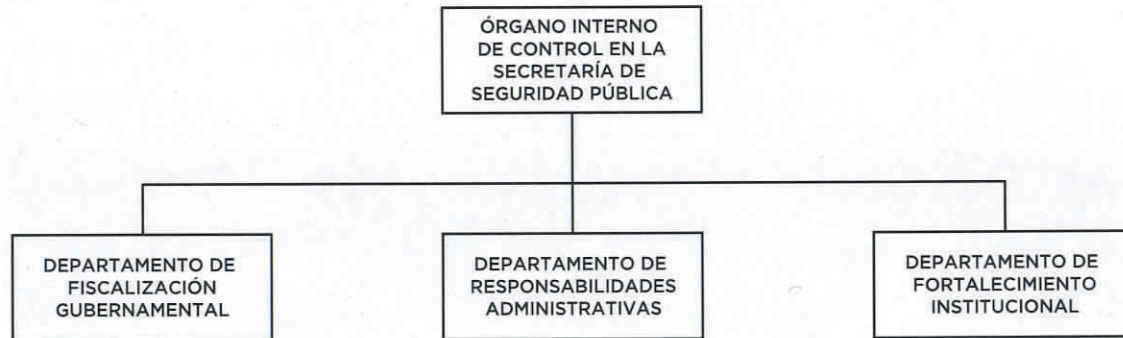 ÓRGANO INTERNO
DE CONTROL EN LA
SECRETARÍA DE
SEGURIDAD PÚBLICA
DEPARTAMENTO DE
FISCALIZACIÓN
GUBERNAMENTAL
DEPARTAMENTO DE
RESPONSABILIDADES
ADMINISTRATIVAS
DEPARTAMENTO DE
FORTALECIMIENTO
INSTITUCIONAL